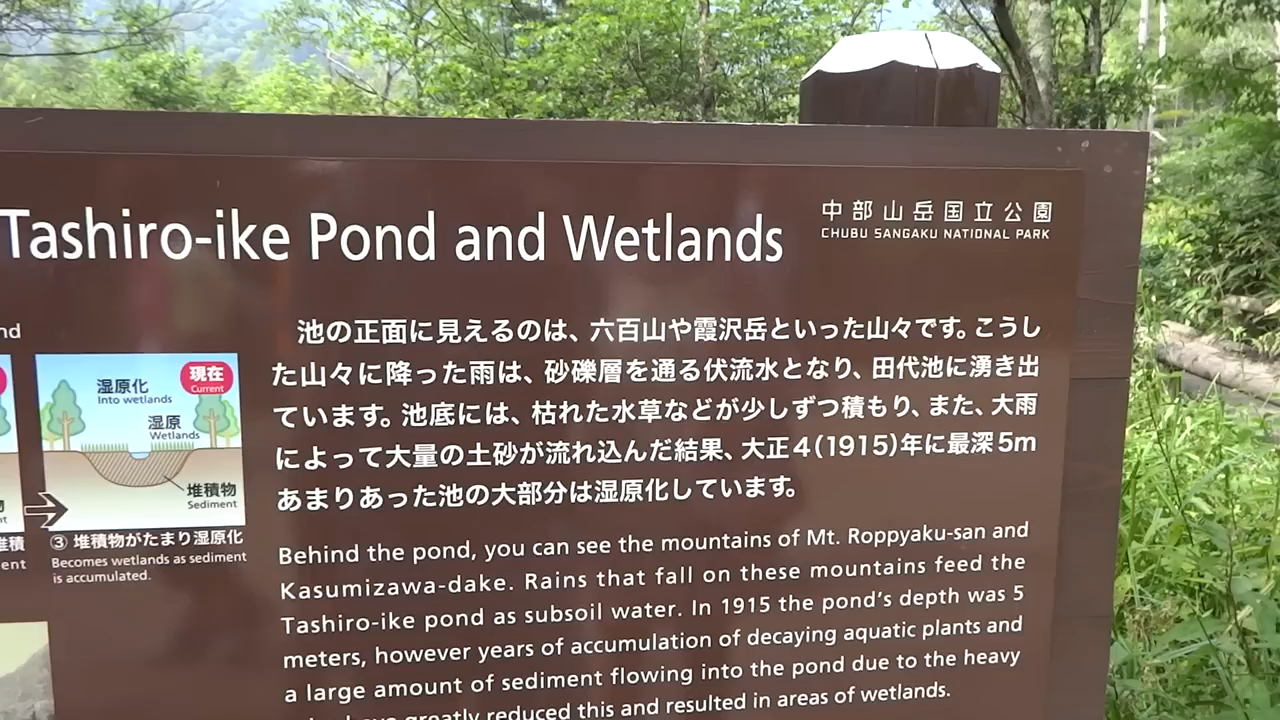 Tashiro-ike Pond and Wetlands
中部山岳国立公園
CHUBU SANGAKU NATIONAL PARK
池の正面に見えるのは、六百山や霞沢岳といった山々です。こうし
た山々に降った雨は、砂礫層を通る伏流水となり、田代池に湧き出
ています。池底には、枯れた水草などが少しずつ積もり、また、大雨
によって大量の土砂が流れ込んだ結果、大正4(1915)年に最深5m
あまりあった池の大部分は湿原化しています。
Behind the pond, you can see the mountains of Mt. Roppyaku-san and
Kasumizawa-dake. Rains that fall on these mountains feed the
Tashiro-ike pond as subsoil water. In 1915 the pond's depth was 5
meters, however years of accumulation of decaying aquatic plants and
a large amount of sediment flowing into the pond due to the heavy
greatly reduced this and resulted in areas of wetlands.
現在
Current
湿原化
Into wetlands
湿原
Wetlands
堆積物
Sediment
③ 堆積物がたまり湿原化
Becomes wetlands as sediment
is accumulated.